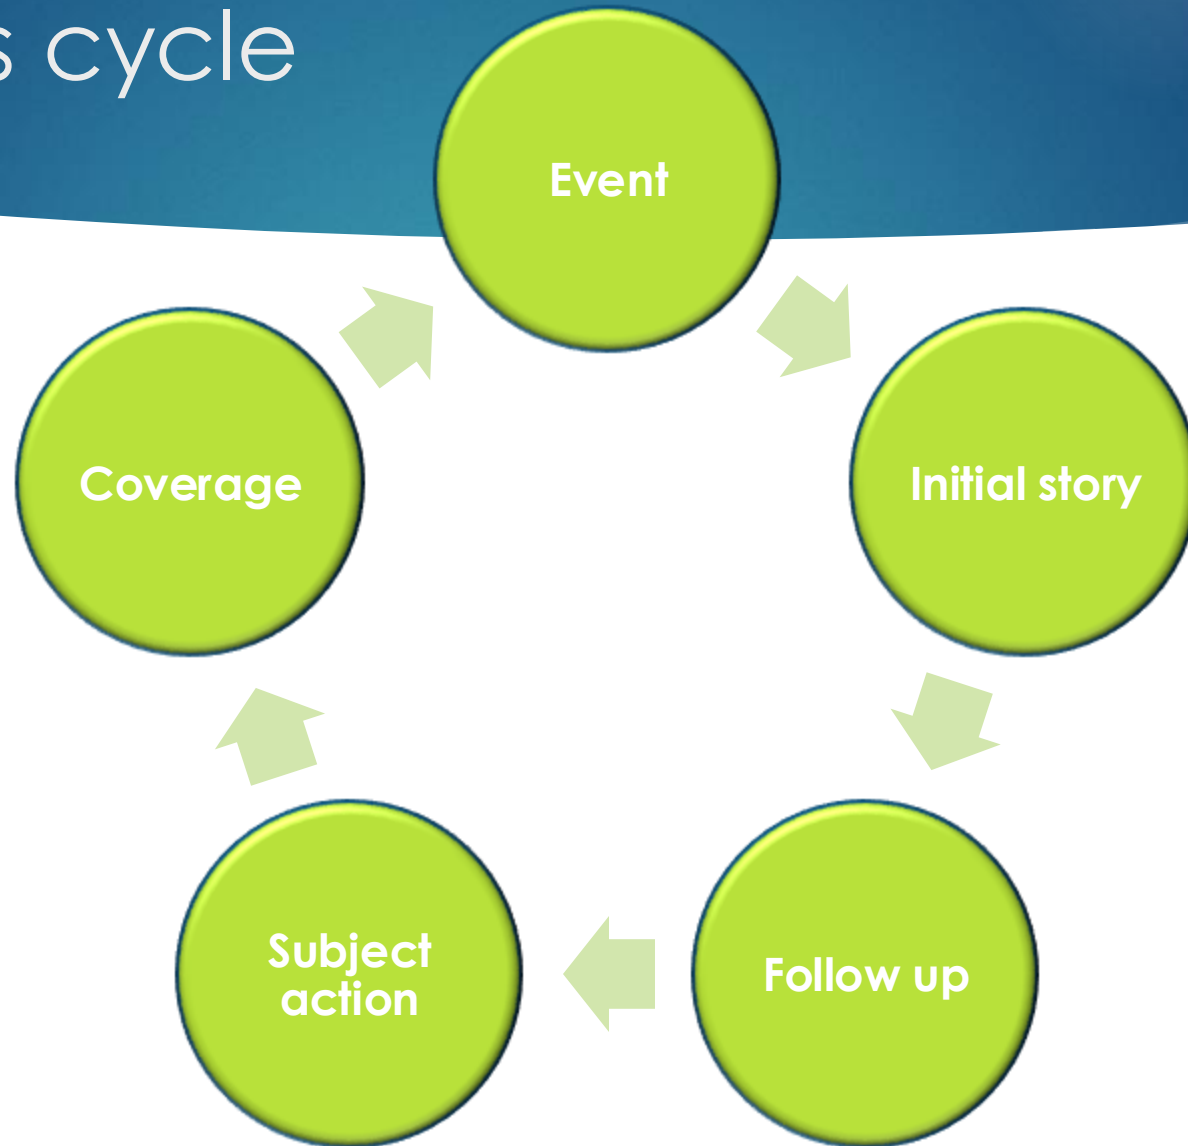 s cycle
Event
Initial story
Follow up
Subject
action
Coverage